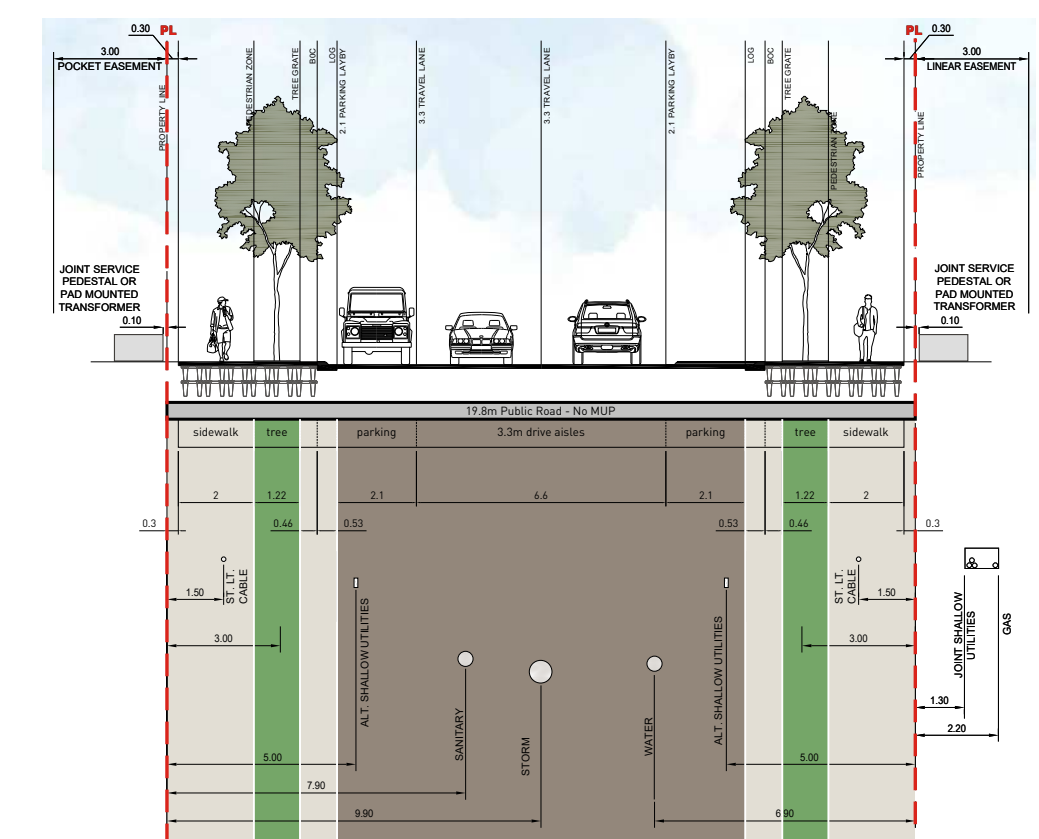 0.30
PL
3.00
POCKET EASEMENT
PROPERTY LINE
PEDESTRIAN ZONE
TREE GRATE
BOC
LOG
2.1 PARKING LAYBY
3.3 TRAVEL LANE
3.3 TRAVEL LANE
2.1 PARKING LAYBY
LOG
BOC
TREE GRATE
PEDESTRIAN ZONE
PROPERTY LINE
PL
0.30
3.00
LINEAR EASEMENT
JOINT SERVICE
PEDESTAL OR
PAD MOUNTED
TRANSFORMER
0.10
JOINT SERVICE
PEDESTAL OR
PAD MOUNTED
TRANSFORMER
0.10
19.8m Public Road - No MUP
sidewalk
tree
parking
3.3m drive aisles
parking
tree
sidewalk
2
1.22
2.1
6.6
2.1
1.22
2
0.3
0.46
0.53
0.53
0.46
0.3
ST. LT.
CABLE
1.50
3.00
ALT. SHALLOW UTILITIES
SANITARY
STORM
WATER
ALT. SHALLOW UTILITIES
ST. LT.
CABLE
1.50
3.00
JOINT SHALLOW
UTILITIES
GAS
1.30
2.20
5.00
5.00
7.90
9.90
6.90